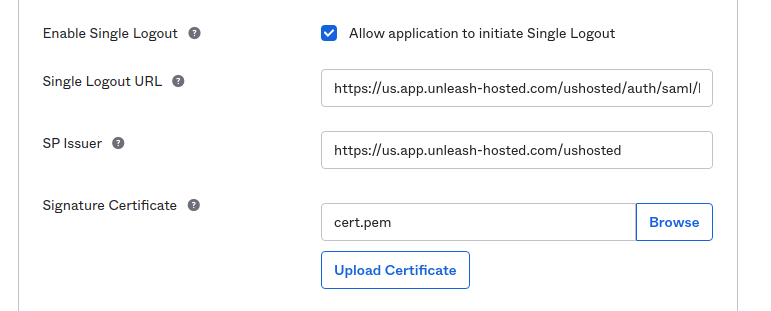 Enable Single Logout ? Allow application to initiate Single Logout
Single Logout URL ? https://us.app.unleash-hosted.com/ushosted/auth/saml/
SP Issuer ? https://us.app.unleash-hosted.com/ushosted
Signature Certificate ? cert.pem Browse
Upload Certificate